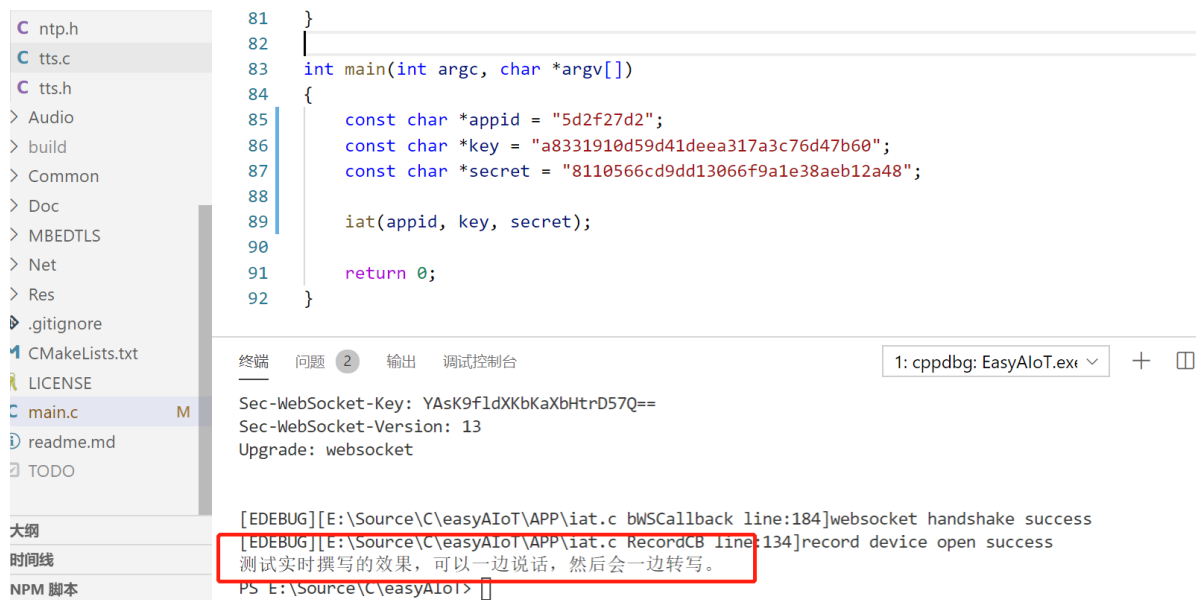 ntp.h
tts.c
tts.h
Audio
build
Common
Doc
MBEDTLS
Net
Res
.gitignore
CMakeLists.txt
LICENSE
main.c M
readme.md
TODO
大纲
时间线
NPM 脚本
81 }
82
83 int main(int argc, char *argv[])
84 {
85 const char *appid = "5d2f27d2";
86 const char *key = "a8331910d59d41deea317a3c76d47b60";
87 const char *secret = "8110566cd9dd13066f9a1e38aeb12a48";
88
89 iat(appid, key, secret);
90
91 return 0;
92 }
终端 问题 2 输出 调试控制台 1: cppdbg: EasyAIoT.exe
Sec-WebSocket-Key: YAsK9fldXKbKaXbHtrD57Q==
Sec-WebSocket-Version: 13
Upgrade: websocket
[EDEBUG][E:\Source\C\easyAIoT\APP\iat.c bWSCallback line:184]websocket handshake success
[EDEBUG][E:\Source\C\easyAIoT\APP\iat.c RecordCB line:134]record device open success
测试实时撰写的效果，可以一边说话，然后会一边转写。
PS E:\Source\C\easyAIoT>